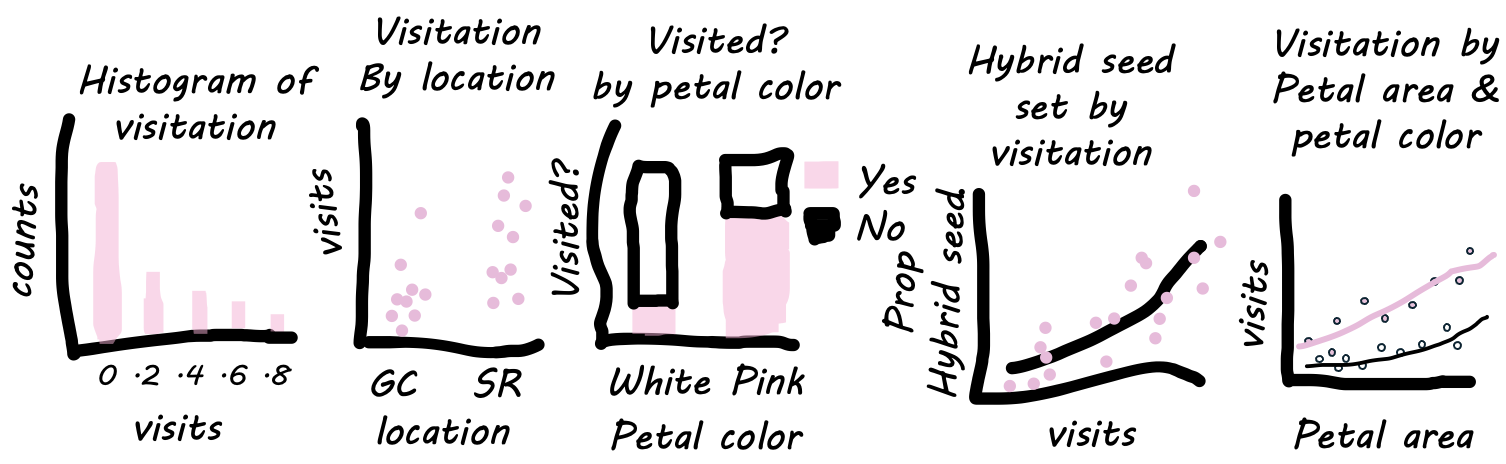 Histogram of
visitation
counts
0 .2 .4 .6 .8
visits
Visitation
By location
visits
GC SR
location
Visited?
by petal color
Visited?
Yes
No
White Pink
Petal color
Hybrid seed
set by
visitation
Prop
Hybrid seed
visits
Visitation by
Petal area &
petal color
visits
Petal area